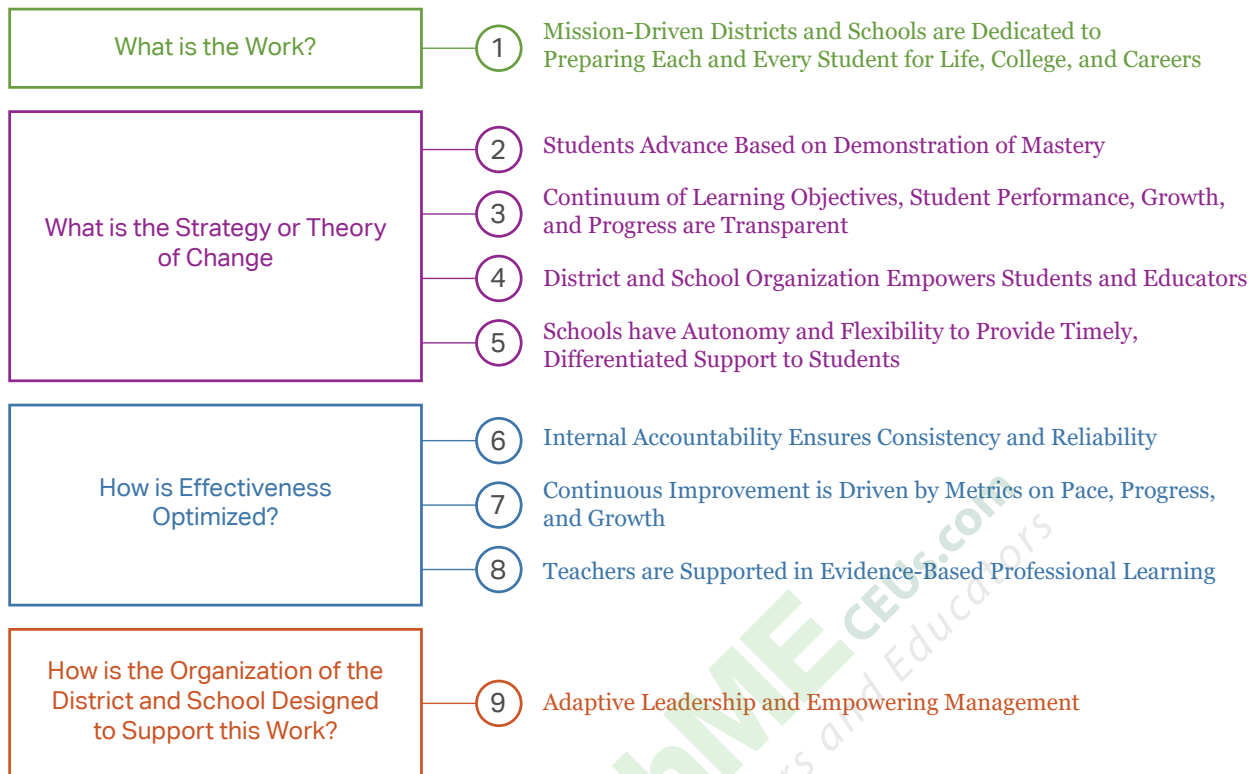 What is the Work?
1
Mission-Driven Districts and Schools are Dedicated to
Preparing Each and Every Student for Life, College, and Careers
What is the Strategy or Theory
of Change
2
Students Advance Based on Demonstration of Mastery
3
Continuum of Learning Objectives, Student Performance, Growth,
and Progress are Transparent
4
District and School Organization Empowers Students and Educators
5
Schools have Autonomy and Flexibility to Provide Timely,
Differentiated Support to Students
How is Effectiveness
Optimized?
6
Internal Accountability Ensures Consistency and Reliability
7
Continuous Improvement is Driven by Metrics on Pace, Progress,
and Growth
8
Teachers are Supported in Evidence-Based Professional Learning
How is the Organization of the
District and School Designed
to Support this Work?
9
Adaptive Leadership and Empowering Management
ME CEUs.com
and Educators